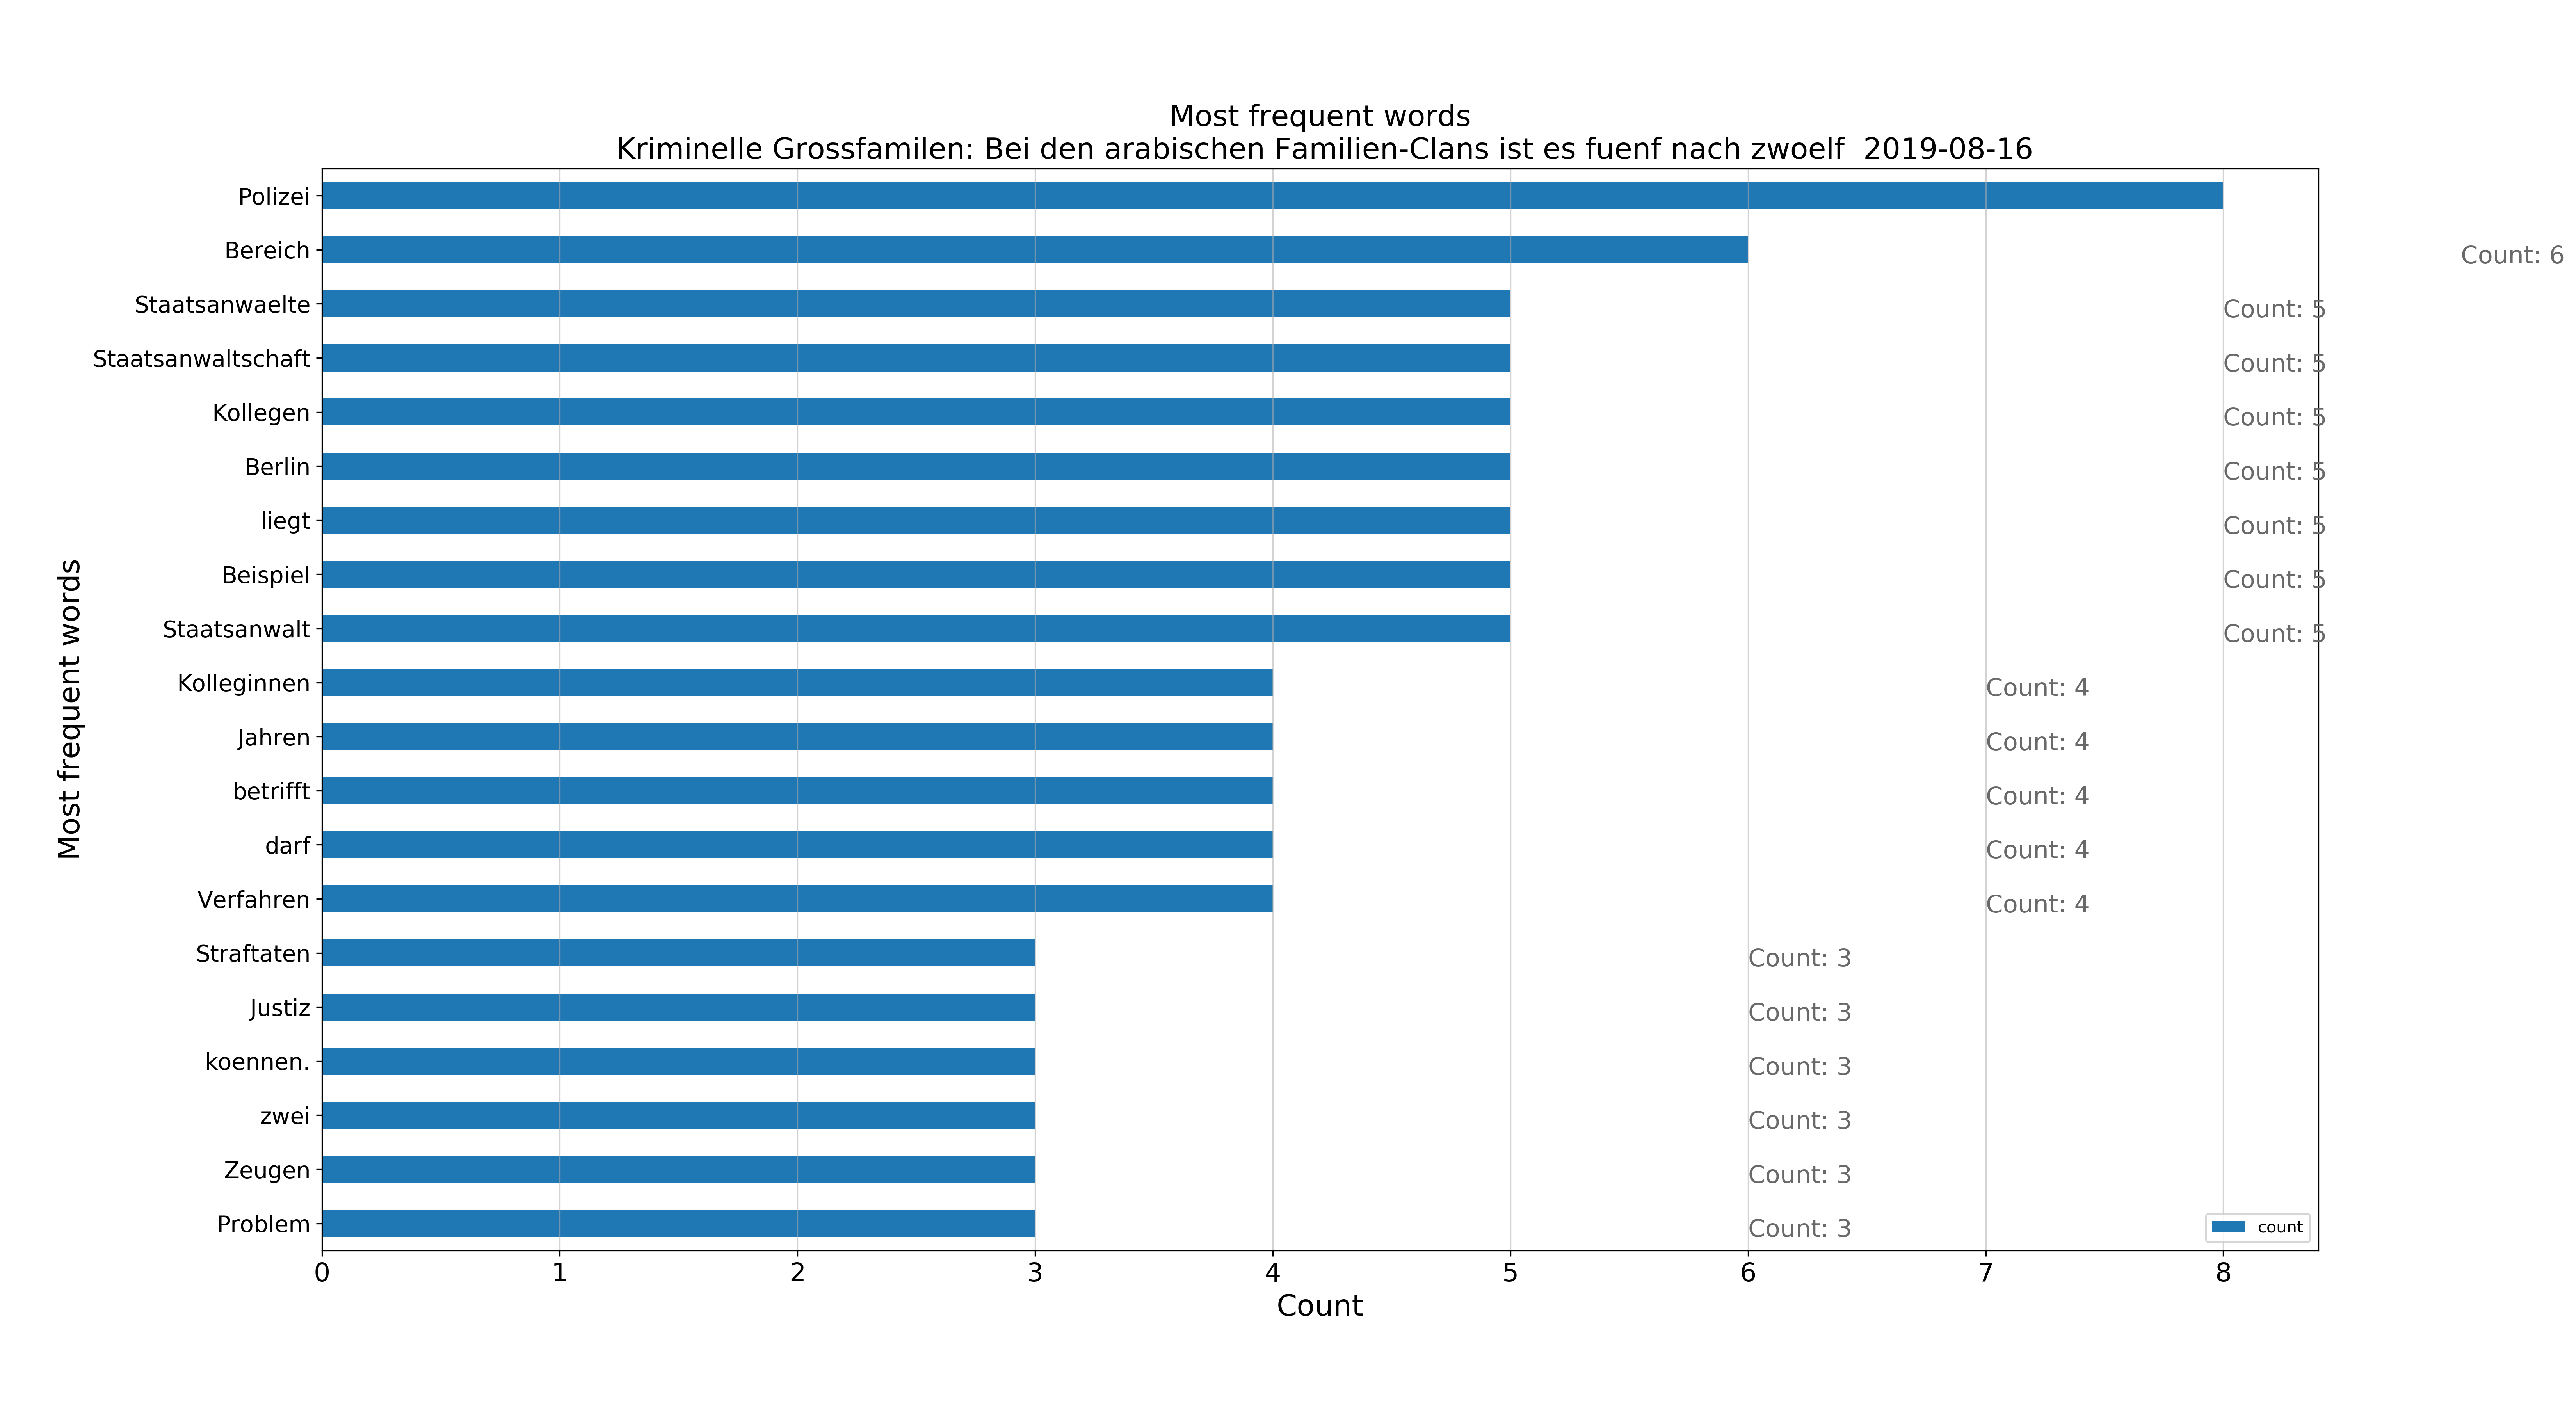 Most frequent words
Kriminelle Grossfamilen: Bei den arabischen Familien-Clans ist es fuenf nach zwoelf  2019-08-16
Most frequent words
Polizei
Bereich Count: 6
Staatsanwaelte Count: 5
Staatsanwaltschaft Count: 5
Kollegen Count: 5
Berlin Count: 5
liegt Count: 5
Beispiel Count: 5
Staatsanwalt Count: 5
Kolleginnen Count: 4
Jahren Count: 4
betrifft Count: 4
darf Count: 4
Verfahren Count: 4
Straftaten Count: 3
Justiz Count: 3
koennen. Count: 3
zwei Count: 3
Zeugen Count: 3
Problem Count: 3
count
0 1 2 3 4 5 6 7 8
Count